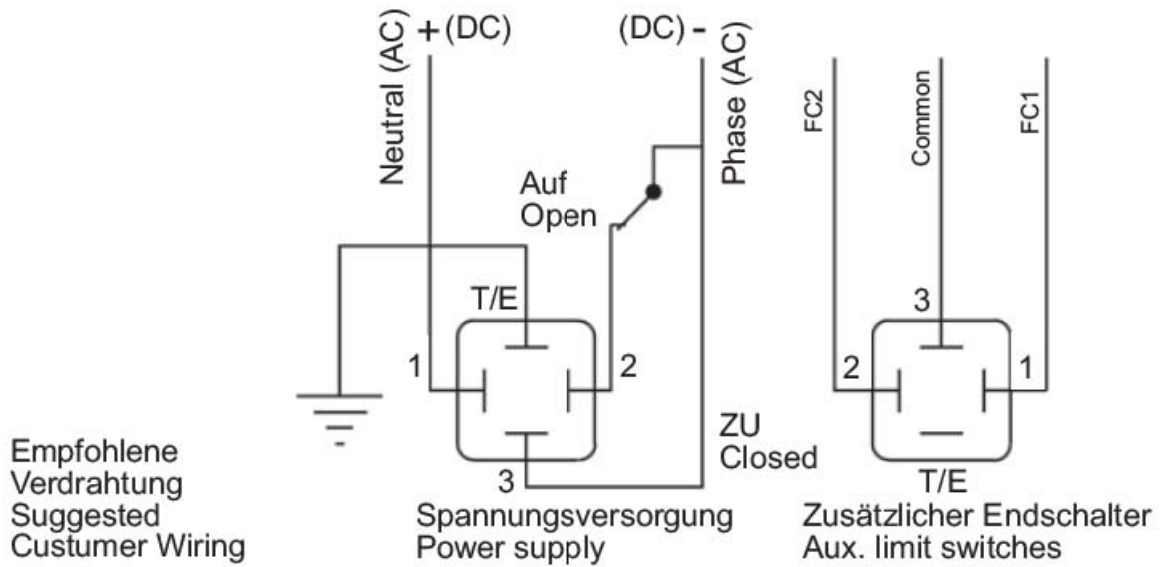 Neutral (AC)
+ (DC)
(DC) -
Phase (AC)
Auf
Open
T/E
1
2
3
ZU
Closed
FC2
Common
FC1
3
2
1
T/E
Empfohlene
Verdrahtung
Suggested
Custumer Wiring
Spannungsversorgung
Power supply
Zusätzlicher Endschalter
Aux. limit switches